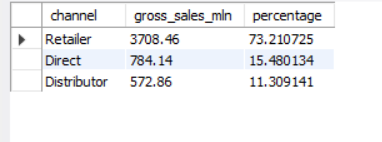 channel gross_sales_mln percentage
Retailer 3708.46 73.210725
Direct 784.14 15.480134
Distributor 572.86 11.309141